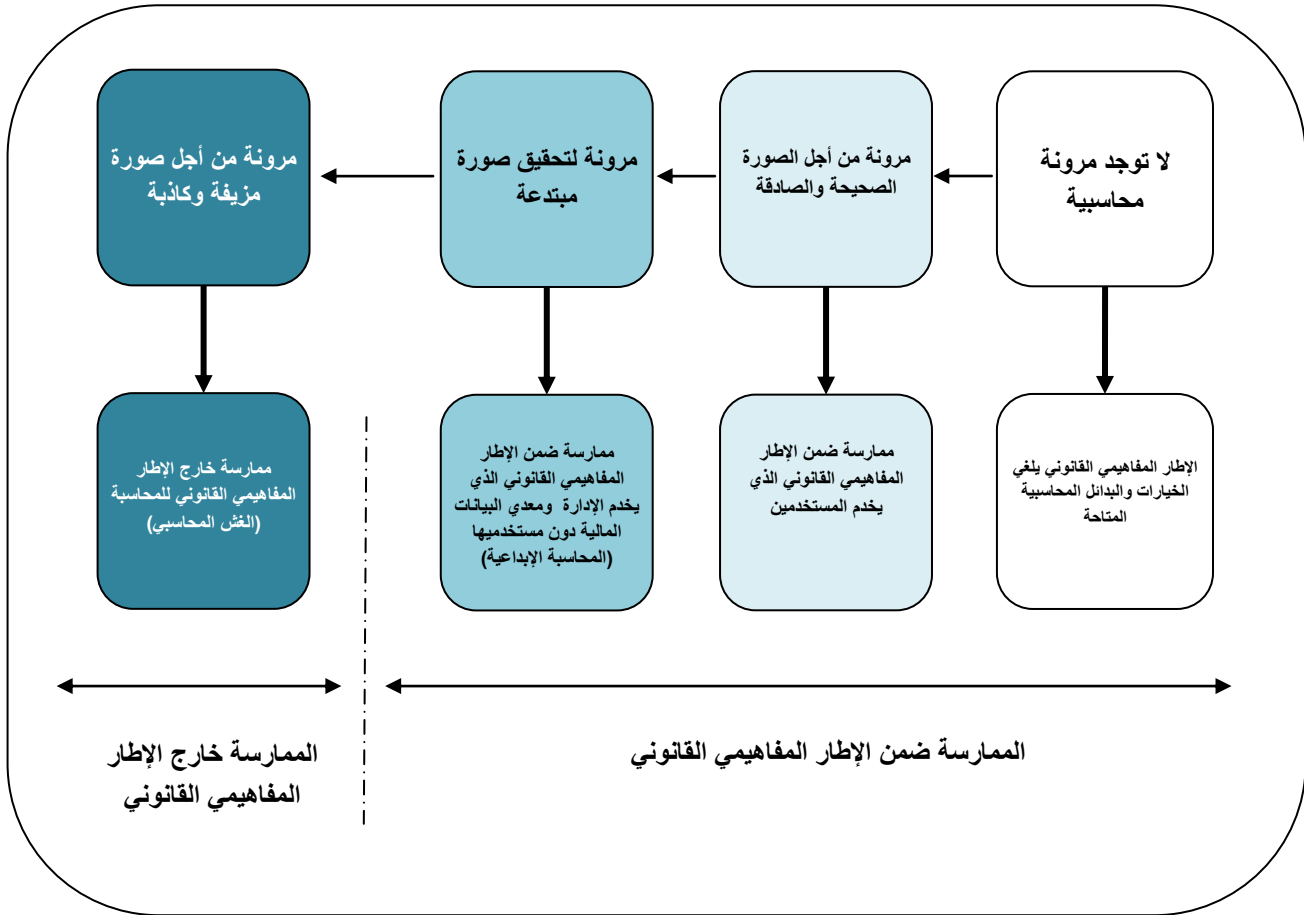 لا توجد مرونة
محاسبية
مرونة من أجل الصورة
الصحيحة والصادقة
مرونة لتحقيق صورة
مبتدعة
مرونة من أجل صورة
مزيفة وكاذبة
الإطار المفاهيمي القانوني يلغي
الخيارات والبدائل المحاسبية
المتاحة
ممارسة ضمن الإطار
المفاهيمي القانوني الذي
يخدم المستخدمين
ممارسة ضمن الإطار
المفاهيمي القانوني الذي
يخدم الإدارة ومعدي البيانات
المالية دون مستخدميها
(المحاسبة الإبداعية)
ممارسة خارج الإطار
المفاهيمي القانوني للمحاسبة
(الغش المحاسبي)
الممارسة ضمن الإطار المفاهيمي القانوني
الممارسة خارج الإطار
المفاهيمي القانوني